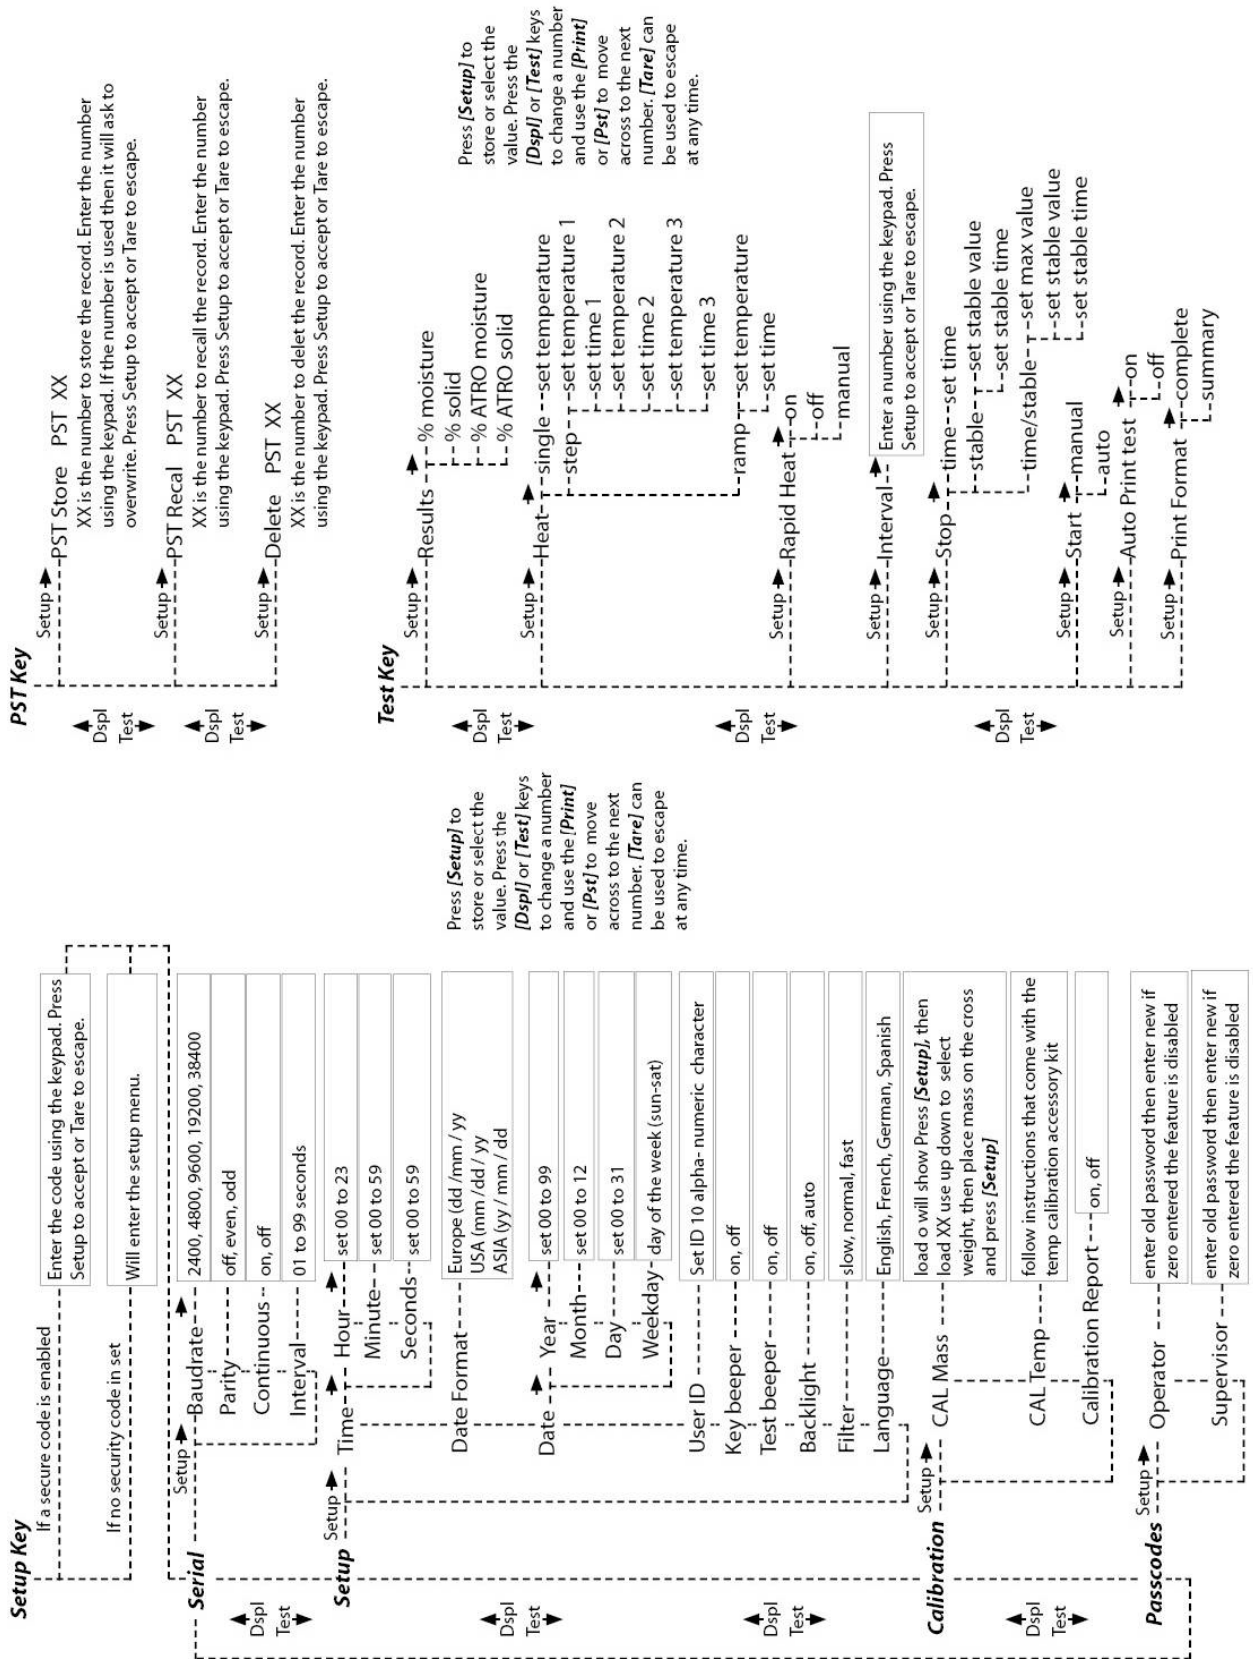 Setup Key
If a secure code is enabled
Enter the code using the keypad. Press
Setup to accept or Tare to escape.
If no security code in set
Will enter the setup menu.
Serial
Setup
Baudrate
2400, 4800, 9600, 19200, 38400
Parity
off, even, odd
Continuous
on, off
Interval
01 to 99 seconds
Dspl
Test
Setup
Setup
Time
Hour
set 00 to 23
Minute
set 00 to 59
Seconds
set 00 to 59
Date Format
Europe (dd /mm / yy
USA (mm / dd / yy
ASIA (yy / mm / dd
Date
Year
set 00 to 99
Month
set 00 to 12
Day
set 00 to 31
Weekday
day of the week (sun-sat)
Dspl
Test
User ID
Set ID 10 alpha- numeric character
Key beeper
on, off
Test beeper
on, off
Backlight
on, off, auto
Filter
slow, normal, fast
Language
English, French, German, Spanish
Dspl
Test
Calibration
Setup
CAL Mass
load o will show Press [Setup], then
load XX use up down to select
weight, then place mass on the cross
and press [Setup]
CAL Temp
follow instructions that come with the
temp calibration accessory kit
Calibration Report
on, off
Dspl
Test
Passcodes
Setup
Operator
enter old password then enter new if
zero entered the feature is disabled
Supervisor
enter old password then enter new if
zero entered the feature is disabled
Press [Setup] to
store or select the
value. Press the
[Dspl] or [Test] keys
to change a number
and use the [Print]
or [Pst] to move
across to the next
number. [Tare] can
be used to escape
at any time.
PST Key
Setup
PST Store PST XX
XX is the number to store the record. Enter the number
using the keypad. If the number is used then it will ask to
overwrite. Press Setup to accept or Tare to escape.
Dspl
Test
Setup
PST Recal PST XX
XX is the number to recall the record. Enter the number
using the keypad. Press Setup to accept or Tare to escape.
Dspl
Test
Setup
Delete PST XX
XX is the number to delet the record. Enter the number
using the keypad. Press Setup to accept or Tare to escape.
Test Key
Setup
Results
% moisture
% solid
% ATRO moisture
% ATRO solid
Dspl
Test
Setup
Heat
single
set temperature
step
set temperature 1
set time 1
set temperature 2
set time 2
set temperature 3
set time 3
ramp
set temperature
set time
Dspl
Test
Setup
Rapid Heat
on
off
manual
Setup
Interval
Enter a number using the keypad. Press
Setup to accept or Tare to escape.
Setup
Stop
time
set time
stable
set stable value
set stable time
time/stable
set max value
set stable value
set stable time
Dspl
Test
Setup
Start
manual
auto
Setup
Auto Print test
on
off
Setup
Print Format
complete
summary
Press [Setup] to
store or select the
value. Press the
[Dspl] or [Test] keys
to change a number
and use the [Print]
or [Pst] to move
across to the next
number. [Tare] can
be used to escape
at any time.